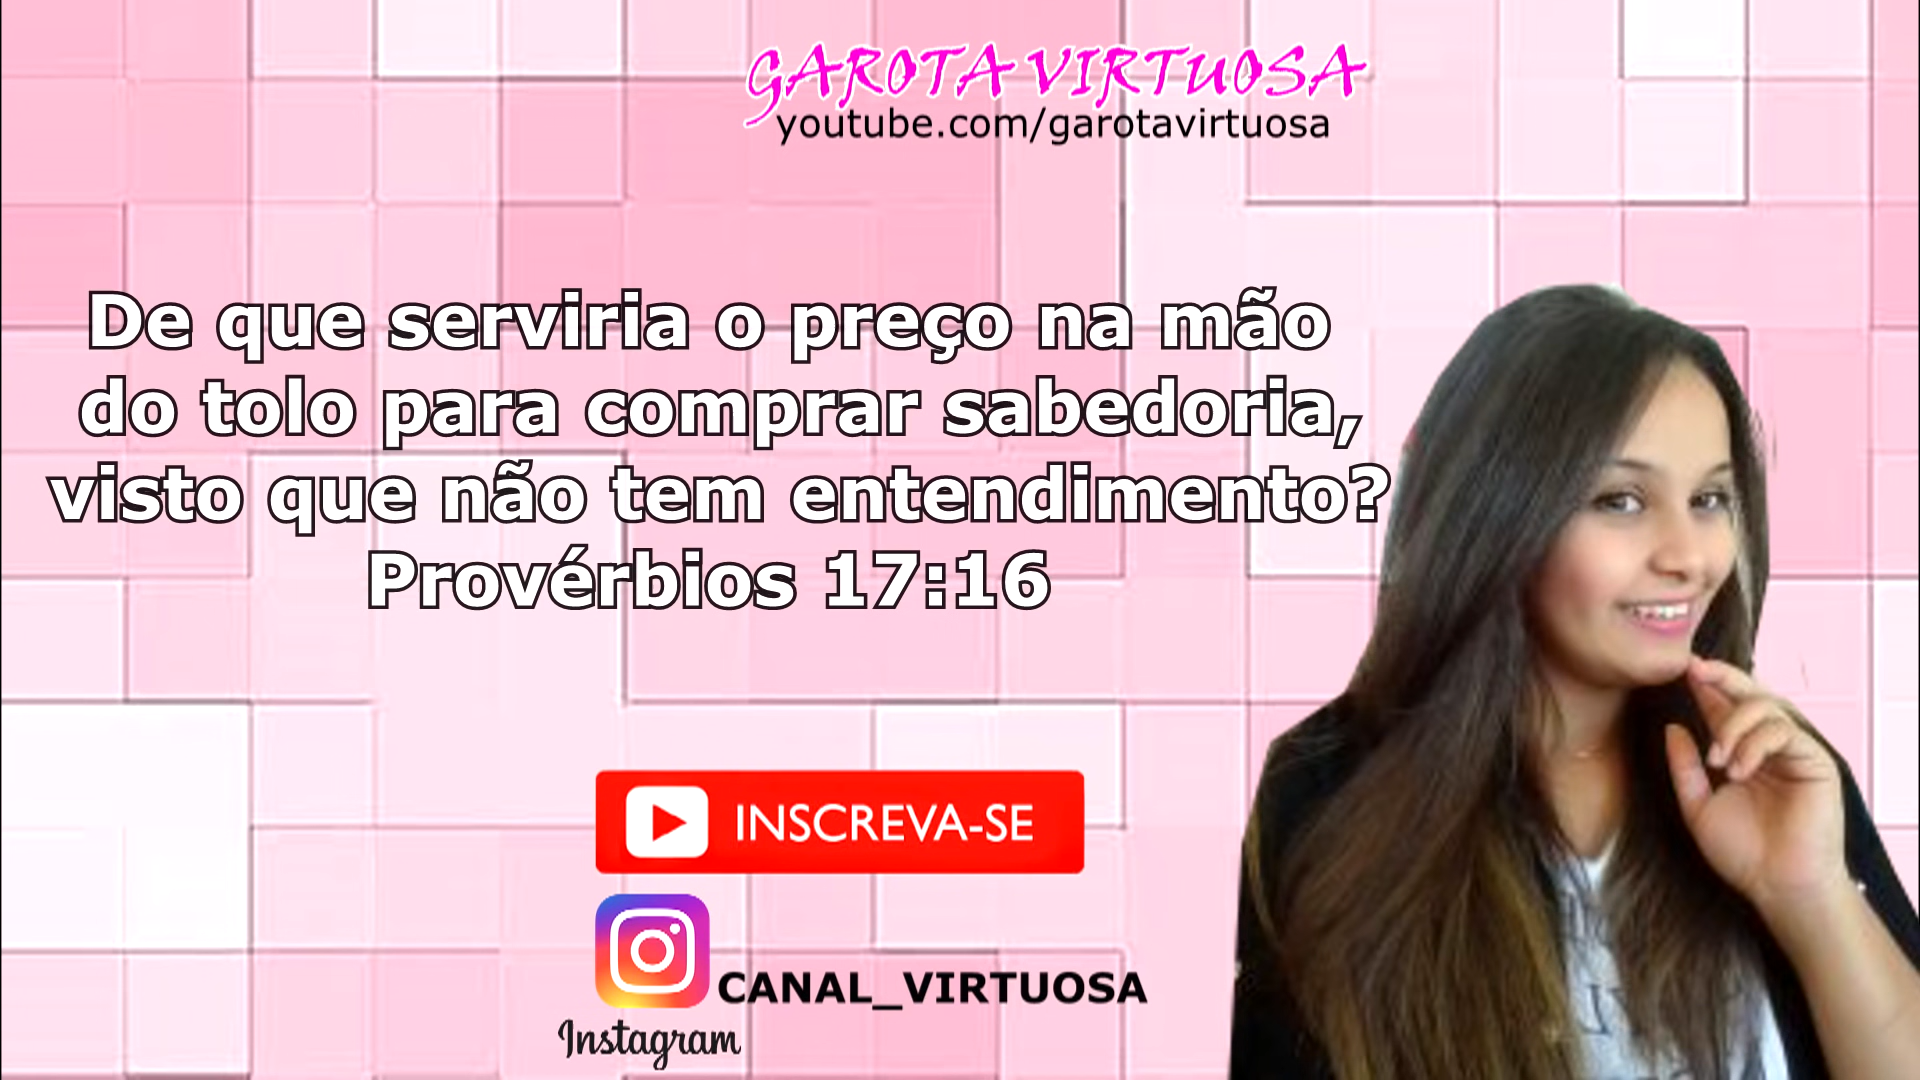 GAROTA VIRTUOSA
youtube.com/garotavirtuosa
De que serviria o preço na mão
do tolo para comprar sabedoria,
visto que não tem entendimento?
Provérbios 17:16
INSCREVA-SE
CANAL_VIRTUOSA
Instagram